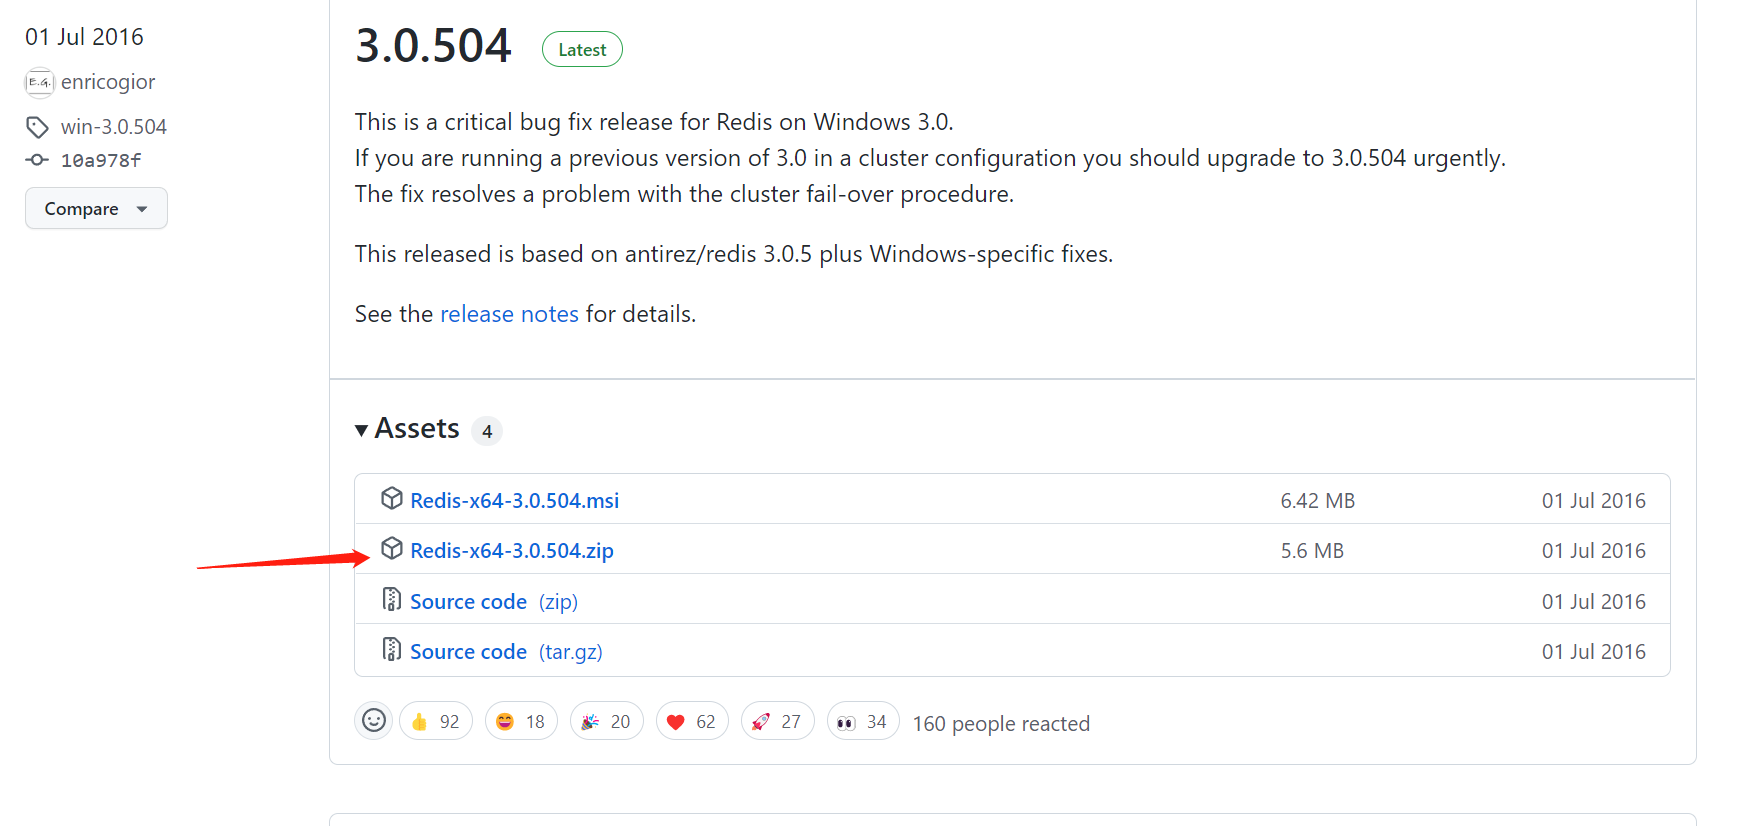 01 Jul 2016
E.G.
enricogior
win-3.0.504
10a978f
Compare
3.0.504 Latest
This is a critical bug fix release for Redis on Windows 3.0.
If you are running a previous version of 3.0 in a cluster configuration you should upgrade to 3.0.504 urgently.
The fix resolves a problem with the cluster fail-over procedure.
This released is based on antirez/redis 3.0.5 plus Windows-specific fixes.
See the release notes for details.
Assets 4
Redis-x64-3.0.504.msi 6.42 MB 01 Jul 2016
Redis-x64-3.0.504.zip 5.6 MB 01 Jul 2016
Source code (zip) 01 Jul 2016
Source code (tar.gz) 01 Jul 2016
92 18 20 62 27 34 160 people reacted